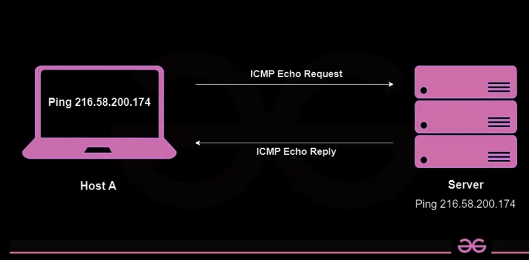 ICMP Echo Request
Ping 216.58.200.174
ICMP Echo Reply
Host A
Server
Ping 216.58.200.174